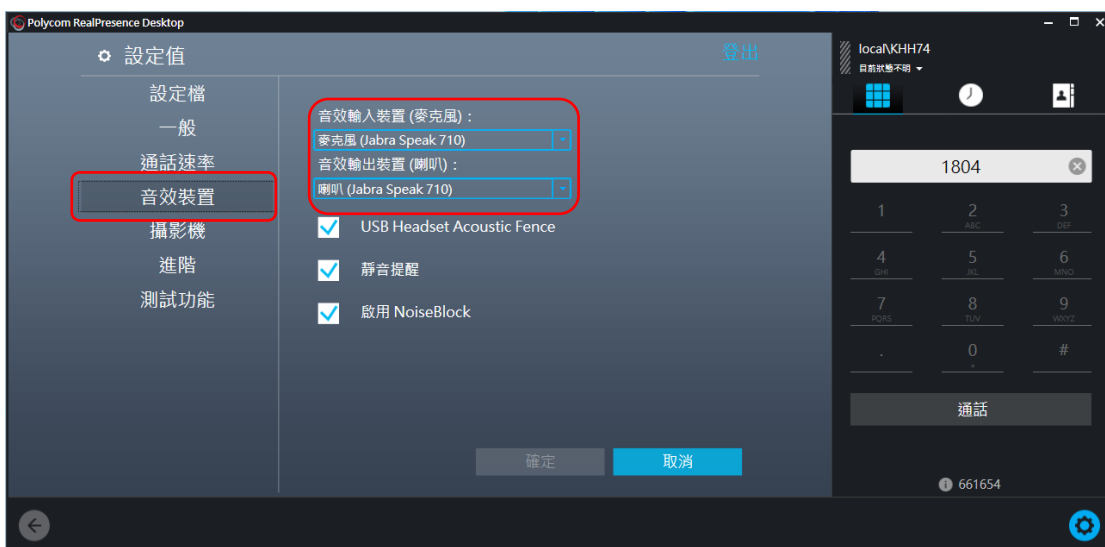 Polycom RealPresence Desktop
設定值
登出
設定檔
一般
通話速率
音效裝置
攝影機
進階
測試功能
音效輸入裝置 (麥克風)：
麥克風 (Jabra Speak 710)
音效輸出裝置 (喇叭)：
喇叭 (Jabra Speak 710)
USB Headset Acoustic Fence
靜音提醒
啟用 NoiseBlock
確定
取消
local\KHH74
目前狀態不明
1804
1
2
ABC
3
DEF
4
GHI
5
JKL
6
MNO
7
PQRS
8
TUV
9
WXYZ
.
0
#
通話
661654